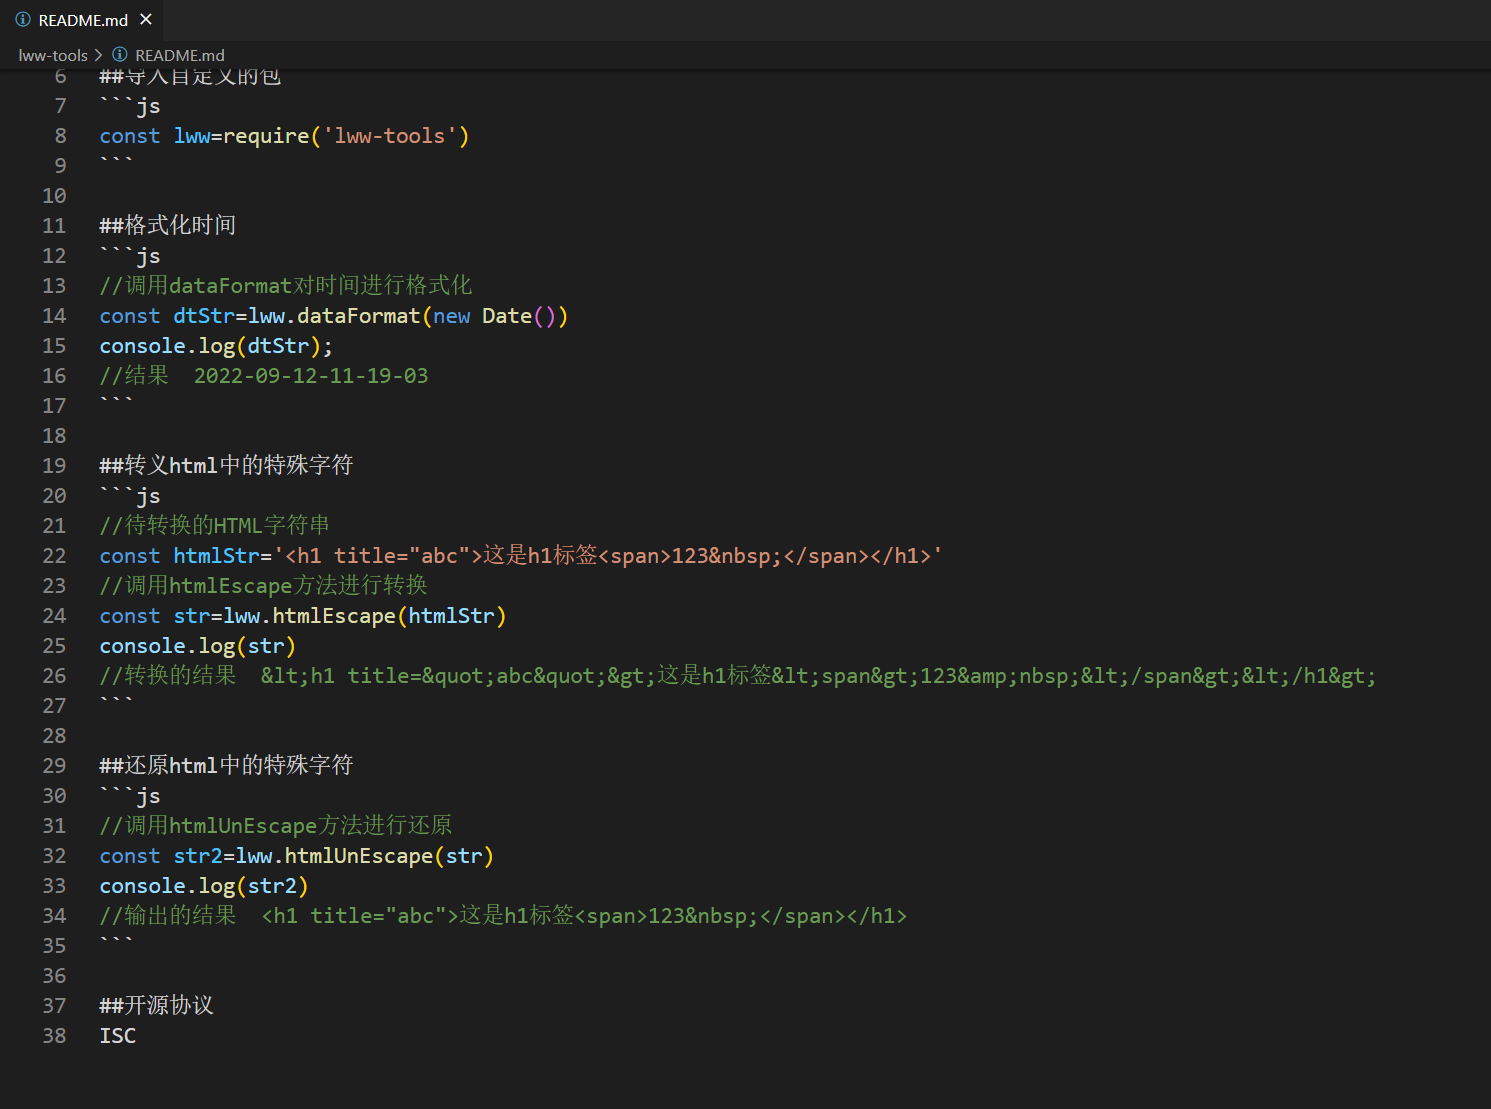 README.md
lww-tools > README.md
6 ##导入自定义的包
7 ```js
8 const lww=require('lww-tools')
9 ```
10
11 ##格式化时间
12 ```js
13 //调用dataFormat对时间进行格式化
14 const dtStr=lww.dataFormat(new Date())
15 console.log(dtStr);
16 //结果  2022-09-12-11-19-03
17 ```
18
19 ##转义html中的特殊字符
20 ```js
21 //待转换的HTML字符串
22 const htmlStr='<h1 title="abc">这是h1标签<span>123&nbsp;</span></h1>'
23 //调用htmlEscape方法进行转换
24 const str=lww.htmlEscape(htmlStr)
25 console.log(str)
26 //转换的结果  &lt;h1 title=&quot;abc&quot;&gt;这是h1标签&lt;span&gt;123&amp;nbsp;&lt;/span&gt;&lt;/h1&gt;
27 ```
28
29 ##还原html中的特殊字符
30 ```js
31 //调用htmlUnEscape方法进行还原
32 const str2=lww.htmlUnEscape(str)
33 console.log(str2)
34 //输出的结果  <h1 title="abc">这是h1标签<span>123&nbsp;</span></h1>
35 ```
36
37 ##开源协议
38 ISC